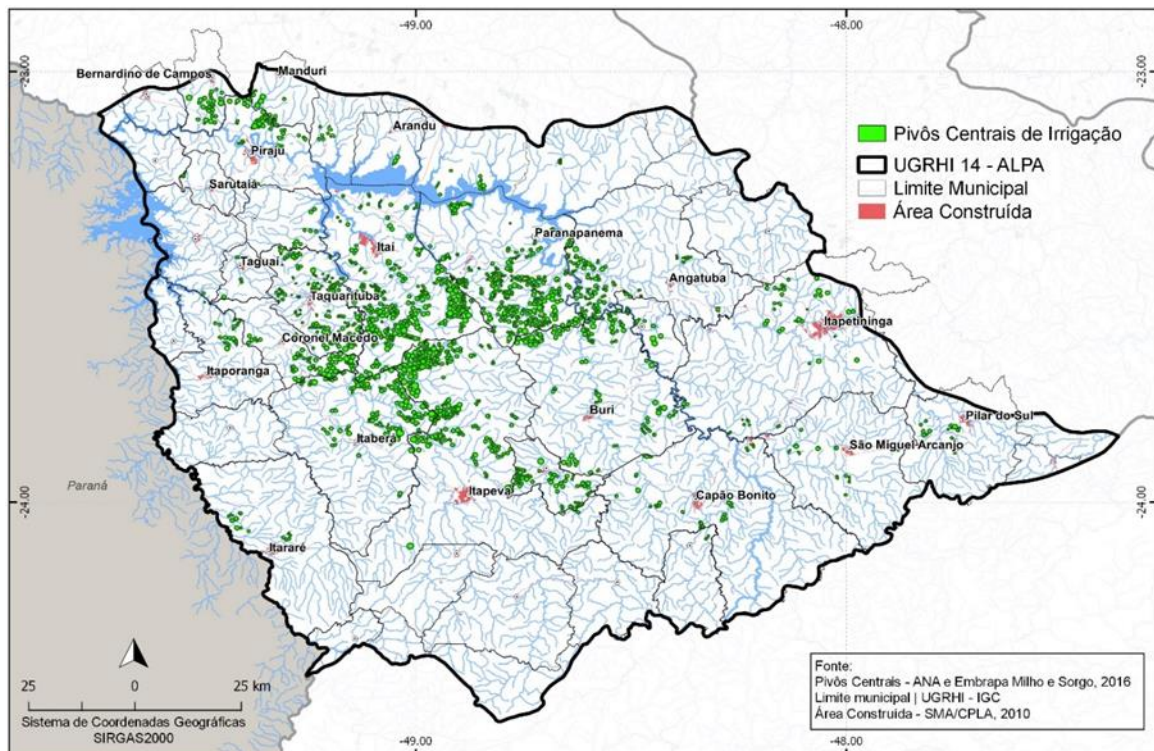 -49.00
-48.00
-23.00
-23.00
Bernardino de Campos
Manduri
Arandu
Piraju
Sarutaiá
Pivôs Centrais de Irrigação
UGRHI 14 - ALPA
Limite Municipal
Área Construída
Itaí
Paranapanema
Taguaí
Angatuba
Taquarituba
Itapetininga
Coronel Macedo
Itaporanga
Buri
Pilar do Sul
Itaberá
São Miguel Arcanjo
Paraná
Itapeva
Capão Bonito
-24.00
-24.00
Itararé
25 0 25 km
Sistema de Coordenadas Geográficas
SIRGAS2000
Fonte:
Pivôs Centrais - ANA e Embrapa Milho e Sorgo, 2016
Limite municipal | UGRHI - IGC
Área Construída - SMA/CPLA, 2010
-49.00
-48.00